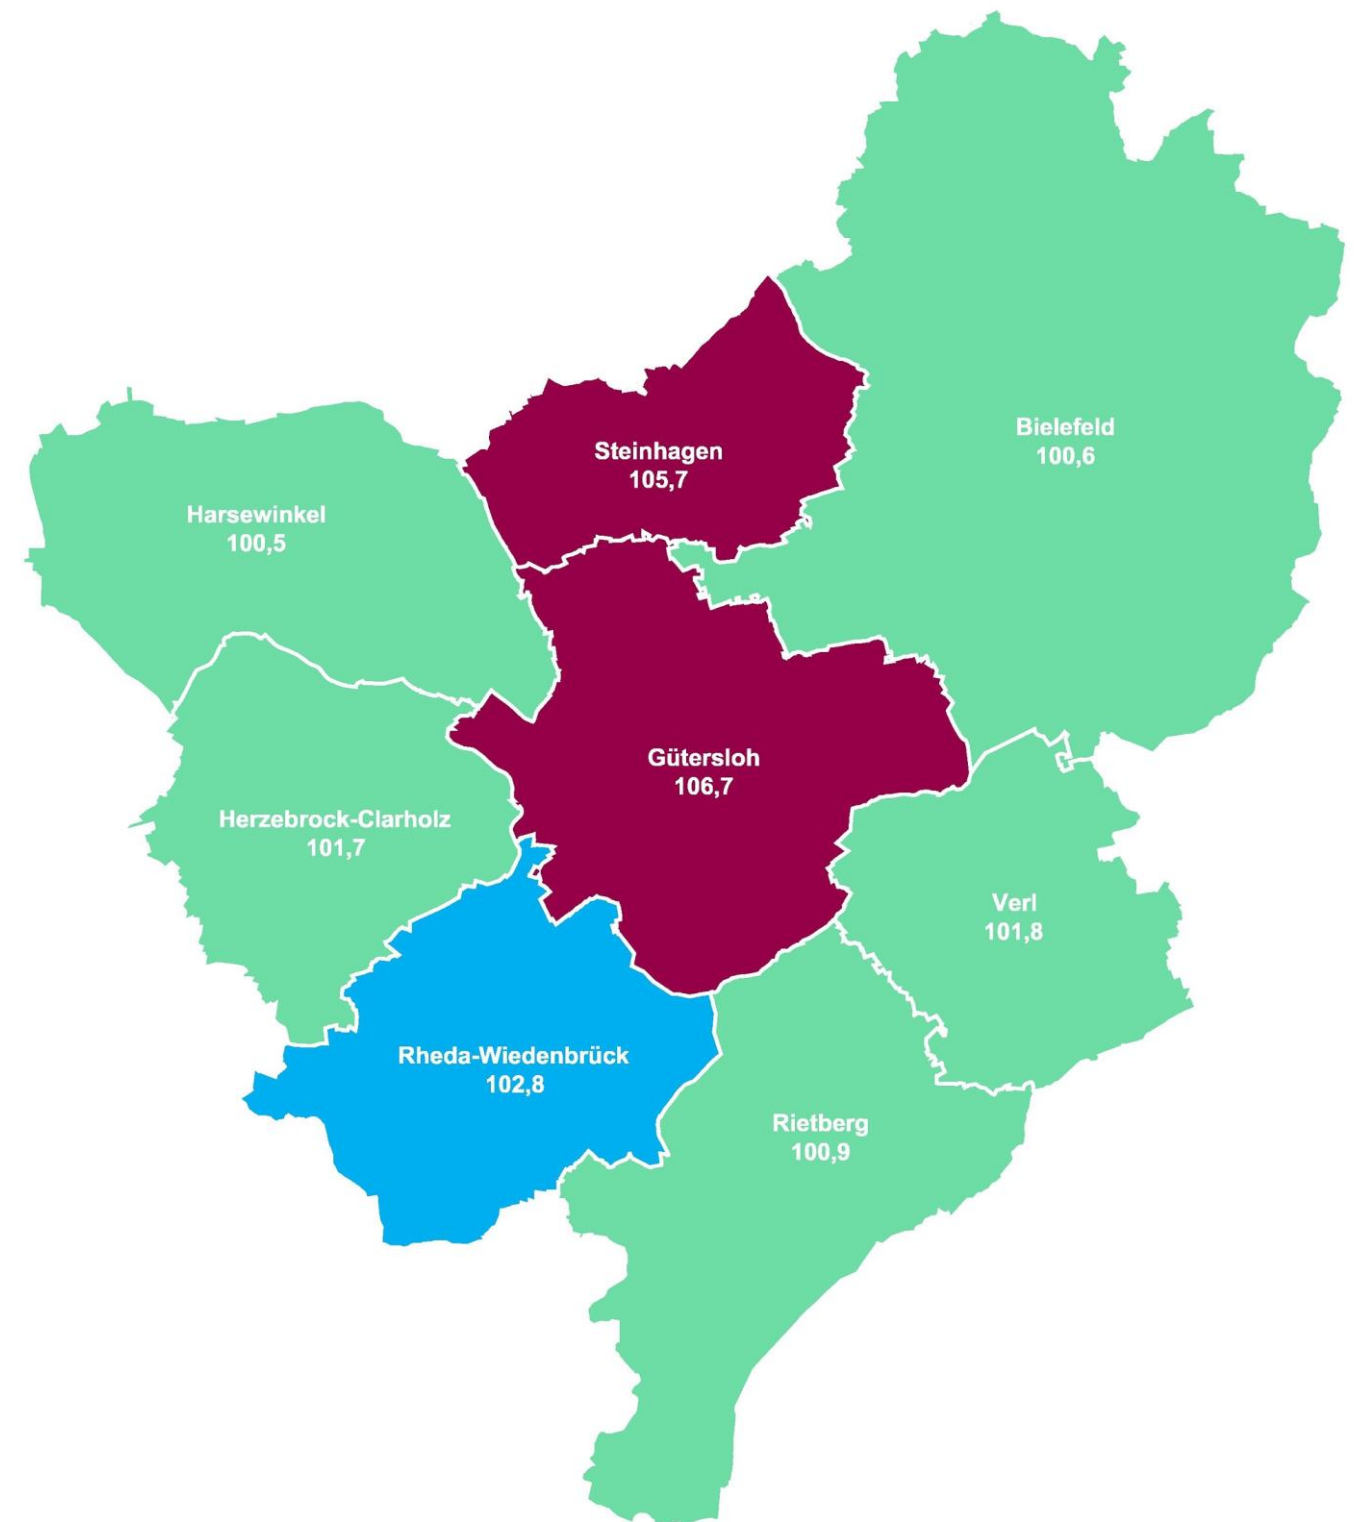 Bielefeld
100,6
Steinhagen
105,7
Harsewinkel
100,5
Gütersloh
106,7
Herzebrock-Clarholz
101,7
Verl
101,8
Rheda-Wiedenbrück
102,8
Rietberg
100,9